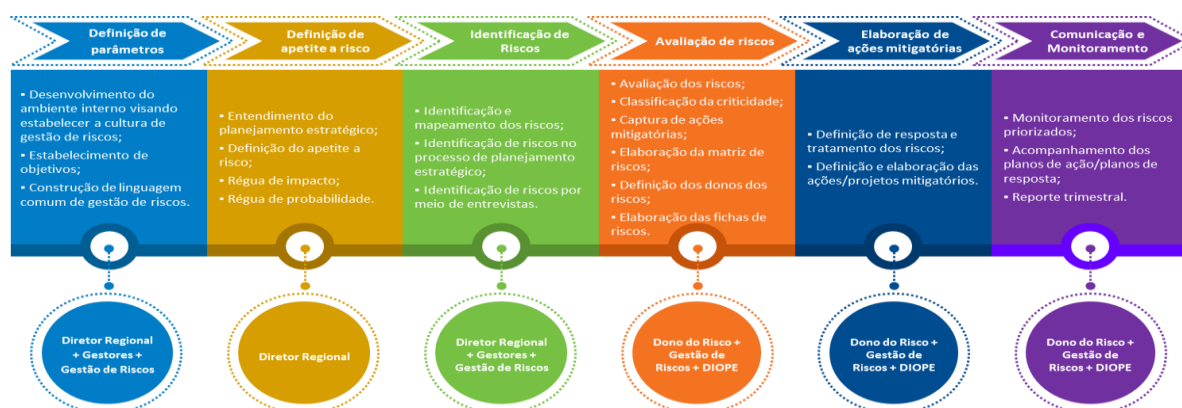 Definição de
parâmetros
Definição de
apetite a risco
Identificação de
Riscos
Avaliação de riscos
Elaboração de
ações mitigatórias
Comunicação e
Monitoramento
▪ Desenvolvimento do
ambiente interno visando
estabelecer a cultura de
gestão de riscos;
▪ Estabelecimento de
objetivos;
▪ Construção de linguagem
comum de gestão de riscos.
▪ Entendimento do
planejamento estratégico;
▪ Definição do apetite a
risco;
▪ Régua de impacto;
▪ Régua de probabilidade.
▪ Identificação e
mapeamento dos riscos;
▪ Identificação de riscos no
processo de planejamento
estratégico;
▪ Identificação de riscos por
meio de entrevistas.
▪ Avaliação dos riscos;
▪ Classificação da criticidade;
▪ Captura de ações
mitigatórias;
▪ Elaboração da matriz de
riscos;
▪ Definição dos donos dos
riscos;
▪ Elaboração das fichas de
riscos.
▪ Definição de resposta e
tratamento dos riscos;
▪ Definição e elaboração das
ações/projetos mitigatórios.
▪ Monitoramento dos riscos
priorizados;
▪ Acompanhamento dos
planos de ação/planos de
resposta;
▪ Reporte trimestral.
Diretor Regional
+ Gestores +
Gestão de Riscos
Diretor Regional
Diretor Regional
+ Gestores +
Gestão de Riscos
Dono do Risco +
Gestão de
Riscos + DIOPE
Dono do Risco +
Gestão de
Riscos + DIOPE
Dono do Risco +
Gestão de
Riscos + DIOPE